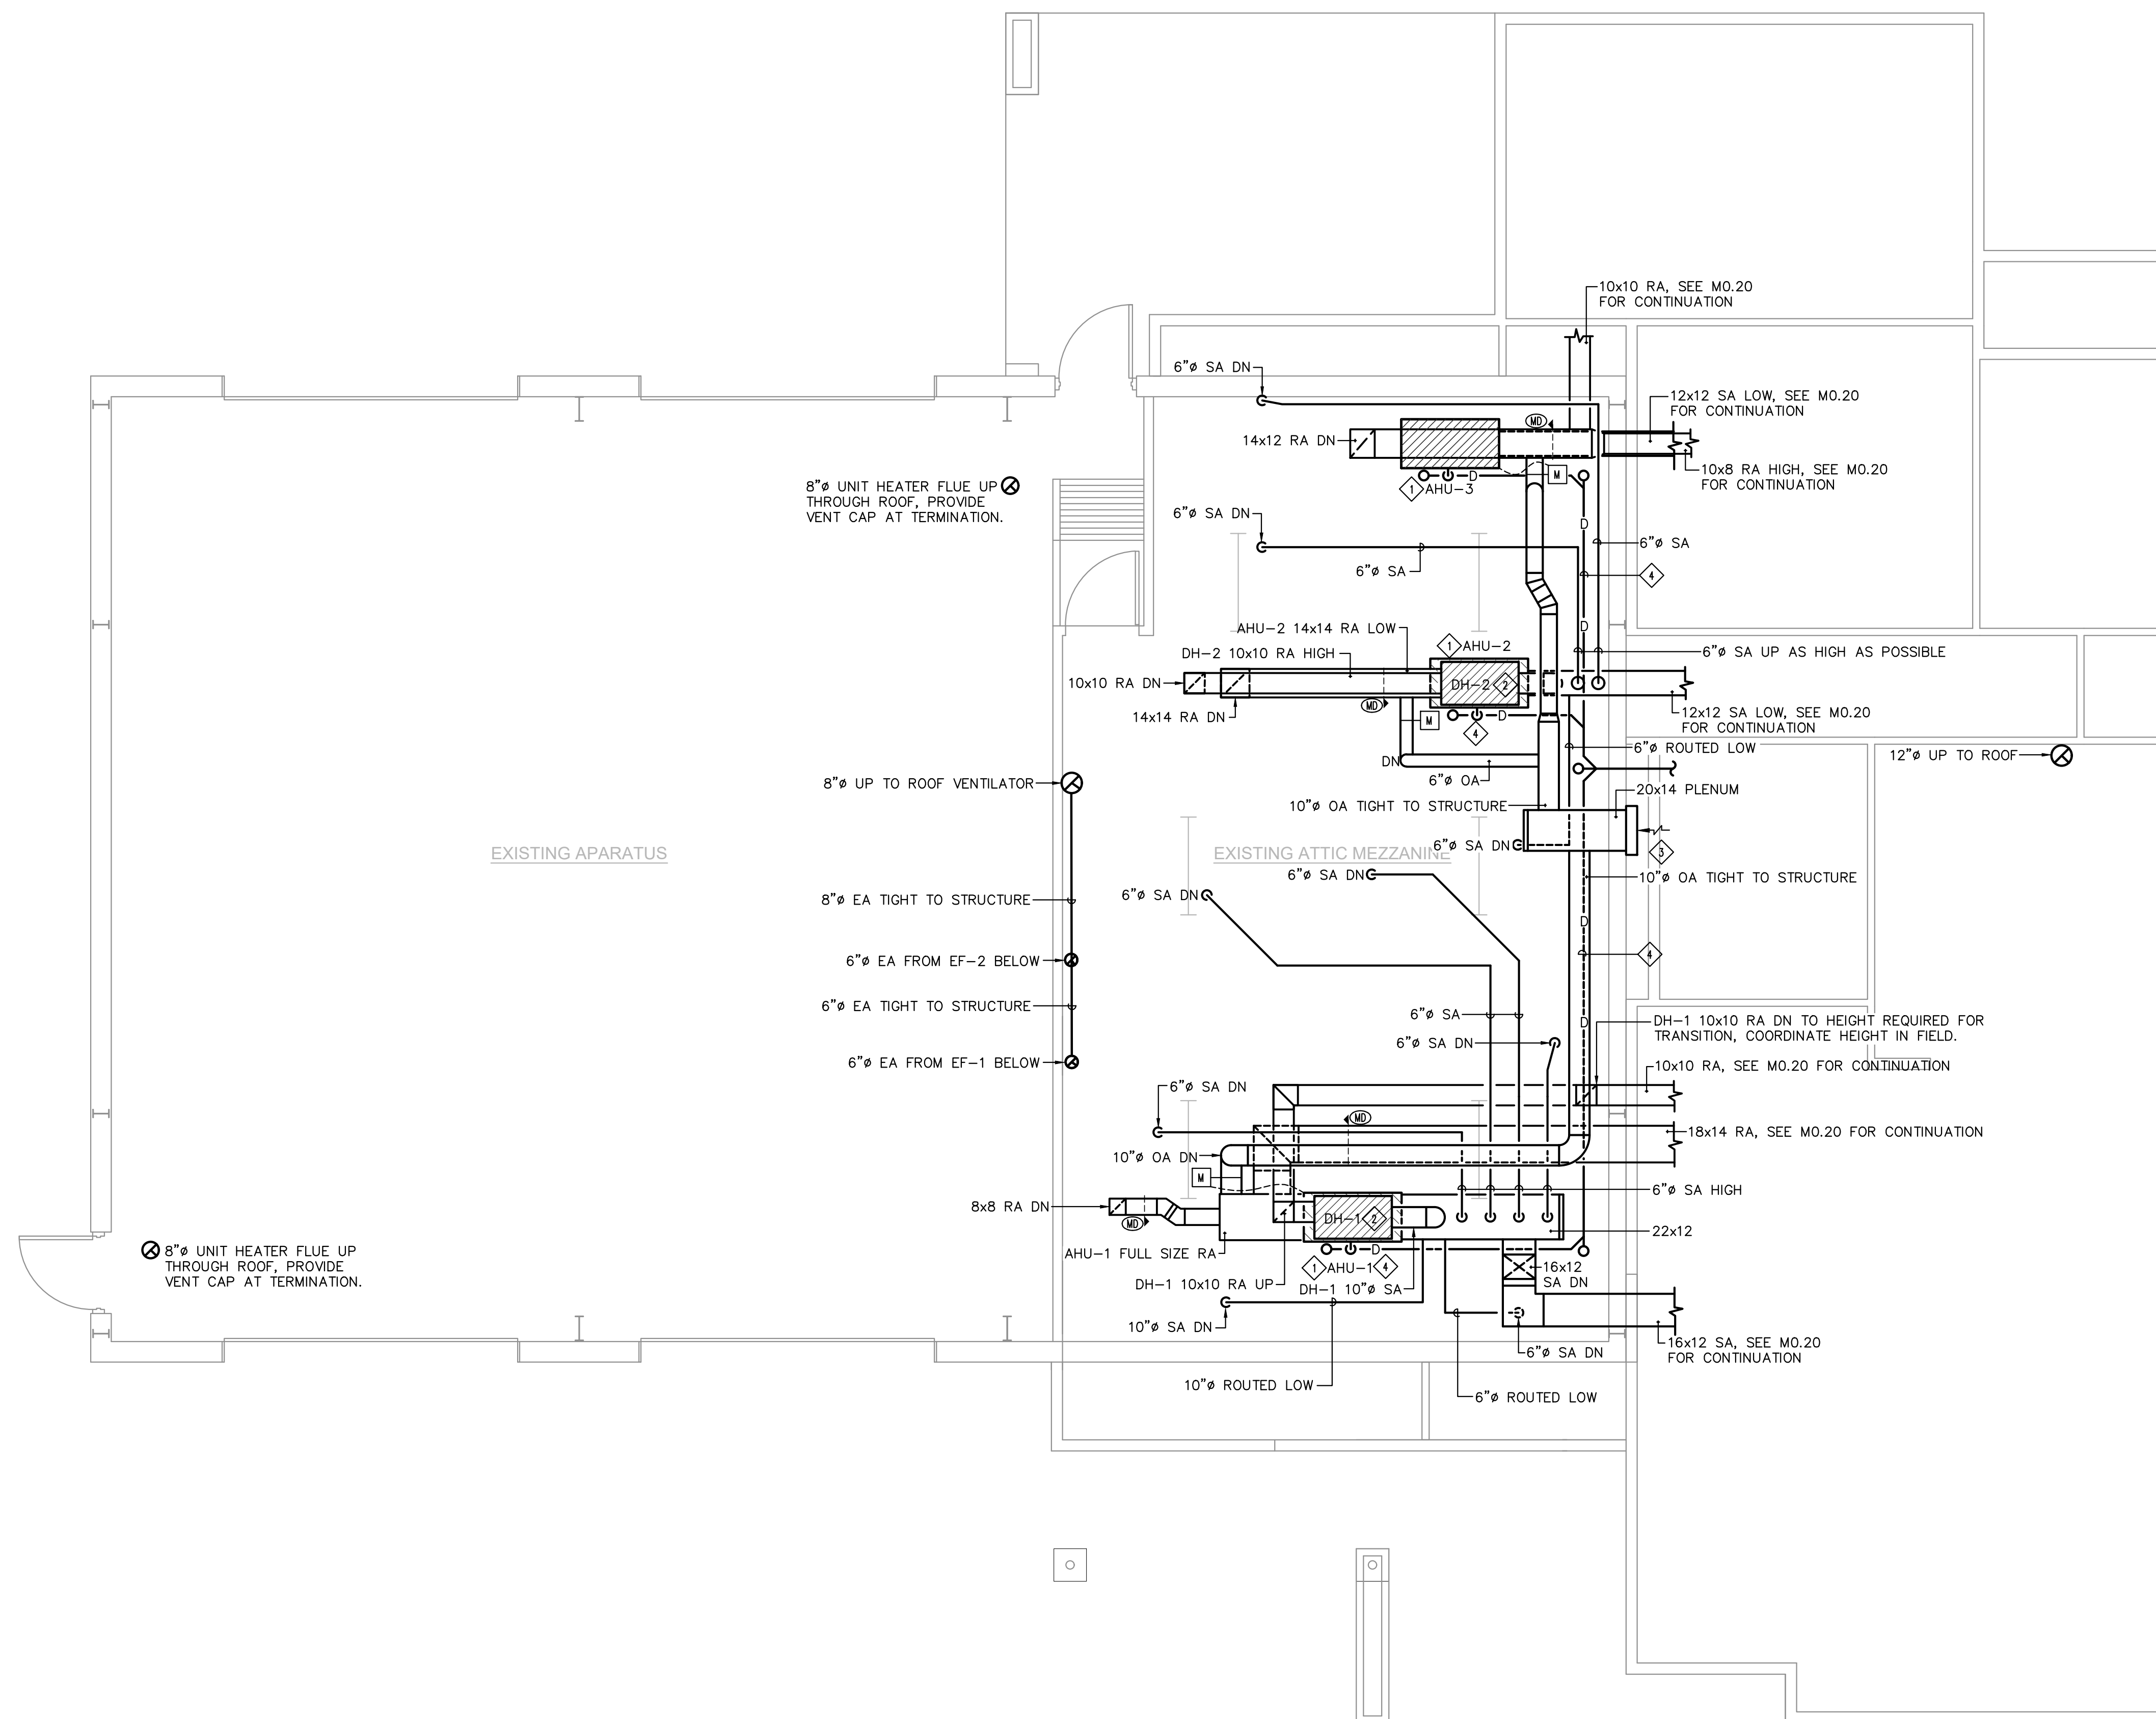 10x10 RA, SEE M0.20
FOR CONTINUATION
6"ø SA DN
12x12 SA LOW, SEE M0.20
FOR CONTINUATION
MD
14x12 RA DN
10x8 RA HIGH, SEE M0.20
FOR CONTINUATION
D
M
1
AHU-3
8"ø UNIT HEATER FLUE UP
THROUGH ROOF, PROVIDE
VENT CAP AT TERMINATION.
6"ø SA DN
D
6"ø SA
6"ø SA
4
D
AHU-2 14x14 RA LOW
1
AHU-2
DH-2 10x10 RA HIGH
6"ø SA UP AS HIGH AS POSSIBLE
10x10 RA DN
DH-2
2
MD
14x14 RA DN
M
D
12x12 SA LOW, SEE M0.20
FOR CONTINUATION
4
6"ø ROUTED LOW
12"ø UP TO ROOF
DN
6"ø OA
8"ø UP TO ROOF VENTILATOR
20x14 PLENUM
10"ø OA TIGHT TO STRUCTURE
6"ø SA DN
3
EXISTING APARATUS
EXISTING ATTIC MEZZANINE
6"ø SA DN
10"ø OA TIGHT TO STRUCTURE
6"ø SA DN
8"ø EA TIGHT TO STRUCTURE
D
4
6"ø EA FROM EF-2 BELOW
6"ø EA TIGHT TO STRUCTURE
6"ø SA
D
DH-1 10x10 RA DN TO HEIGHT REQUIRED FOR
TRANSITION, COORDINATE HEIGHT IN FIELD.
6"ø SA DN
6"ø EA FROM EF-1 BELOW
10x10 RA, SEE M0.20 FOR CONTINUATION
6"ø SA DN
MD
18x14 RA, SEE M0.20 FOR CONTINUATION
10"ø OA DN
M
6"ø SA HIGH
8x8 RA DN
MD
DH-1
2
22x12
AHU-1 FULL SIZE RA
D
8"ø UNIT HEATER FLUE UP
THROUGH ROOF, PROVIDE
VENT CAP AT TERMINATION.
1
AHU-1
4
16x12
SA DN
DH-1 10x10 RA UP
DH-1 10"ø SA
10"ø SA DN
16x12 SA, SEE M0.20
FOR CONTINUATION
6"ø SA DN
10"ø ROUTED LOW
6"ø ROUTED LOW